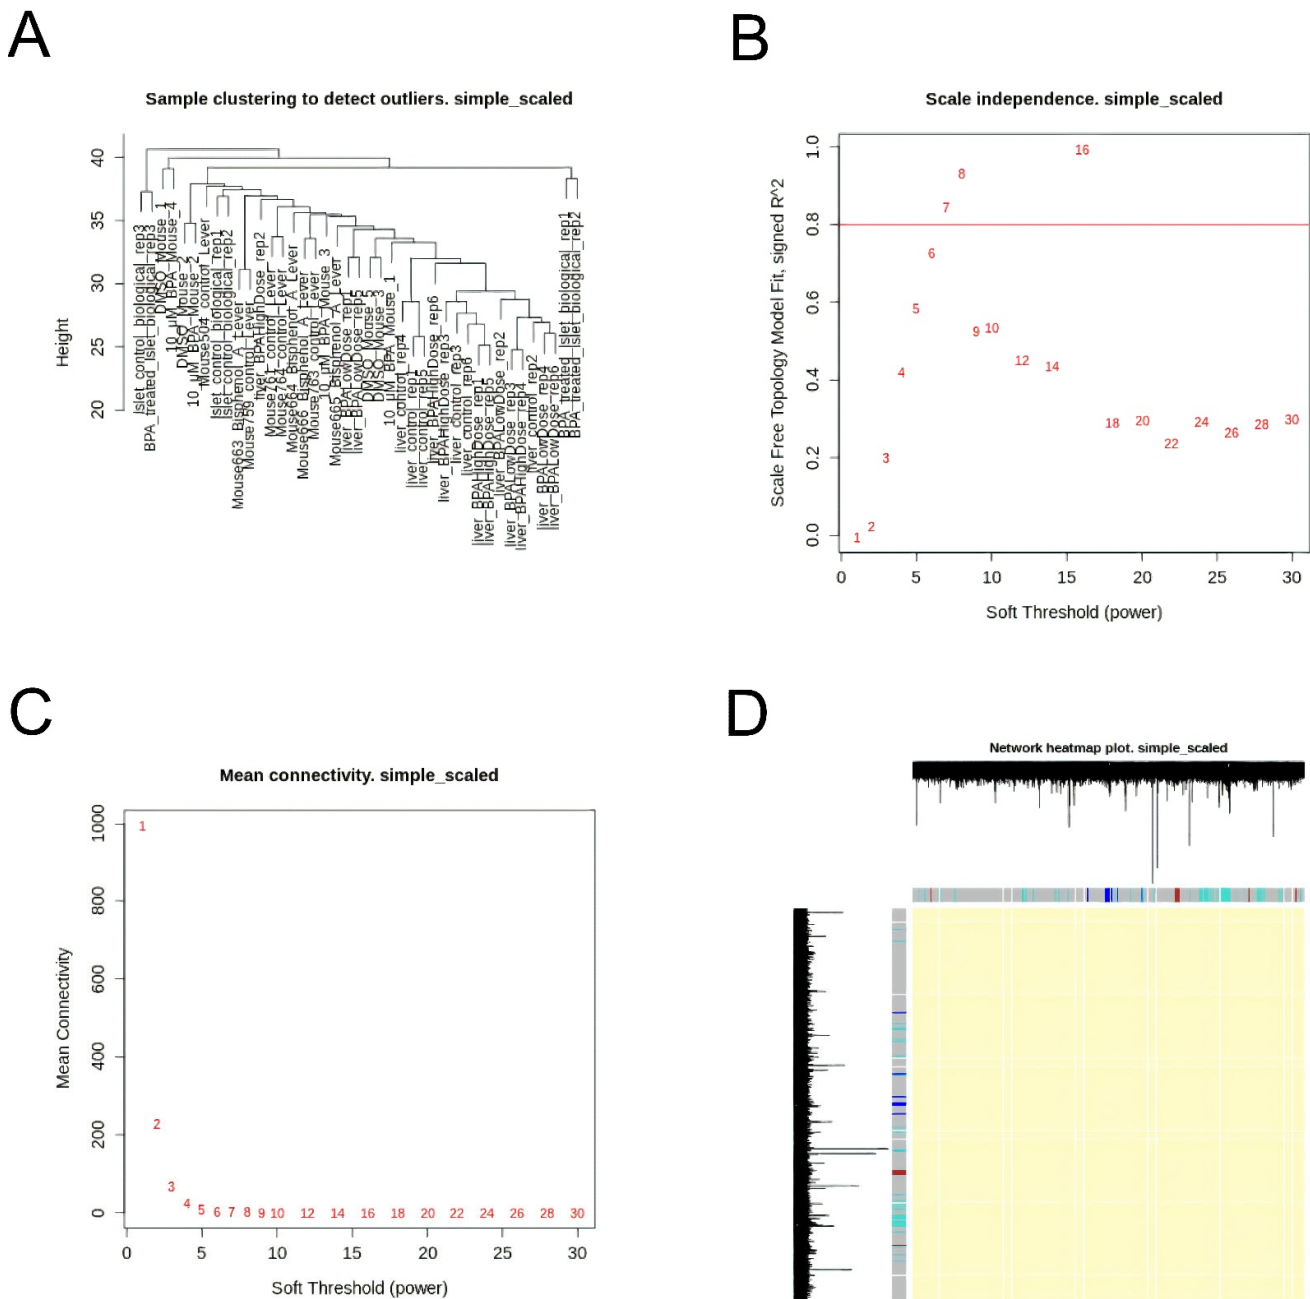 A
Sample clustering to detect outliers. simple_scaled
Height
40
35
30
25
20
Islet_control_biological_rep3
BPA_treated_Islet_biological_rep3
DMSO_Mouse_1
10_µM_BPA_Mouse_4
DMSO_Mouse_2
10_µM_BPA_Mouse_2
Mouse504_control_Lever
Islet_control_biological_rep1
Islet_control_biological_rep2
Mouse663_Bisphenol_A_Lever
Mouse759_control_Lever
liver_BPAHighDose_rep2
Mouse761_control_Lever
Mouse764_control_Lever
Mouse664_Bisphenol_A_Lever
Mouse666_Bisphenol_A_Lever
Mouse763_control_Lever
10_µM_BPA_Mouse_3
Mouse665_Bisphenol_A_Lever
liver_BPALowDose_rep1
liver_BPALowDose_rep5
DMSO_Mouse_5
DMSO_Mouse_3
10_µM_BPA_Mouse_1
liver_control_rep4
liver_control_rep1
liver_control_rep5
liver_BPAHighDose_rep6
liver_BPAHighDose_rep3
liver_control_rep3
liver_control_rep6
liver_BPAHighDose_rep1
liver_BPAHighDose_rep5
liver_BPALowDose_rep2
liver_BPALowDose_rep3
liver_BPAHighDose_rep4
liver_control_rep2
liver_BPALowDose_rep4
liver_BPALowDose_rep6
BPA_treated_Islet_biological_rep1
BPA_treated_Islet_biological_rep2
B
Scale independence. simple_scaled
Scale Free Topology Model Fit, signed R^2
1.0
0.8
0.6
0.4
0.2
0.0
1
2
3
4
5
6
7
8
9
10
12
14
16
18
20
22
24
26
28
30
0 5 10 15 20 25 30
Soft Threshold (power)
C
Mean connectivity. simple_scaled
Mean Connectivity
1000
800
600
400
200
0
1
2
3
4 5 6 7 8 9 10 12 14 16 18 20 22 24 26 28 30
0 5 10 15 20 25 30
Soft Threshold (power)
D
Network heatmap plot. simple_scaled